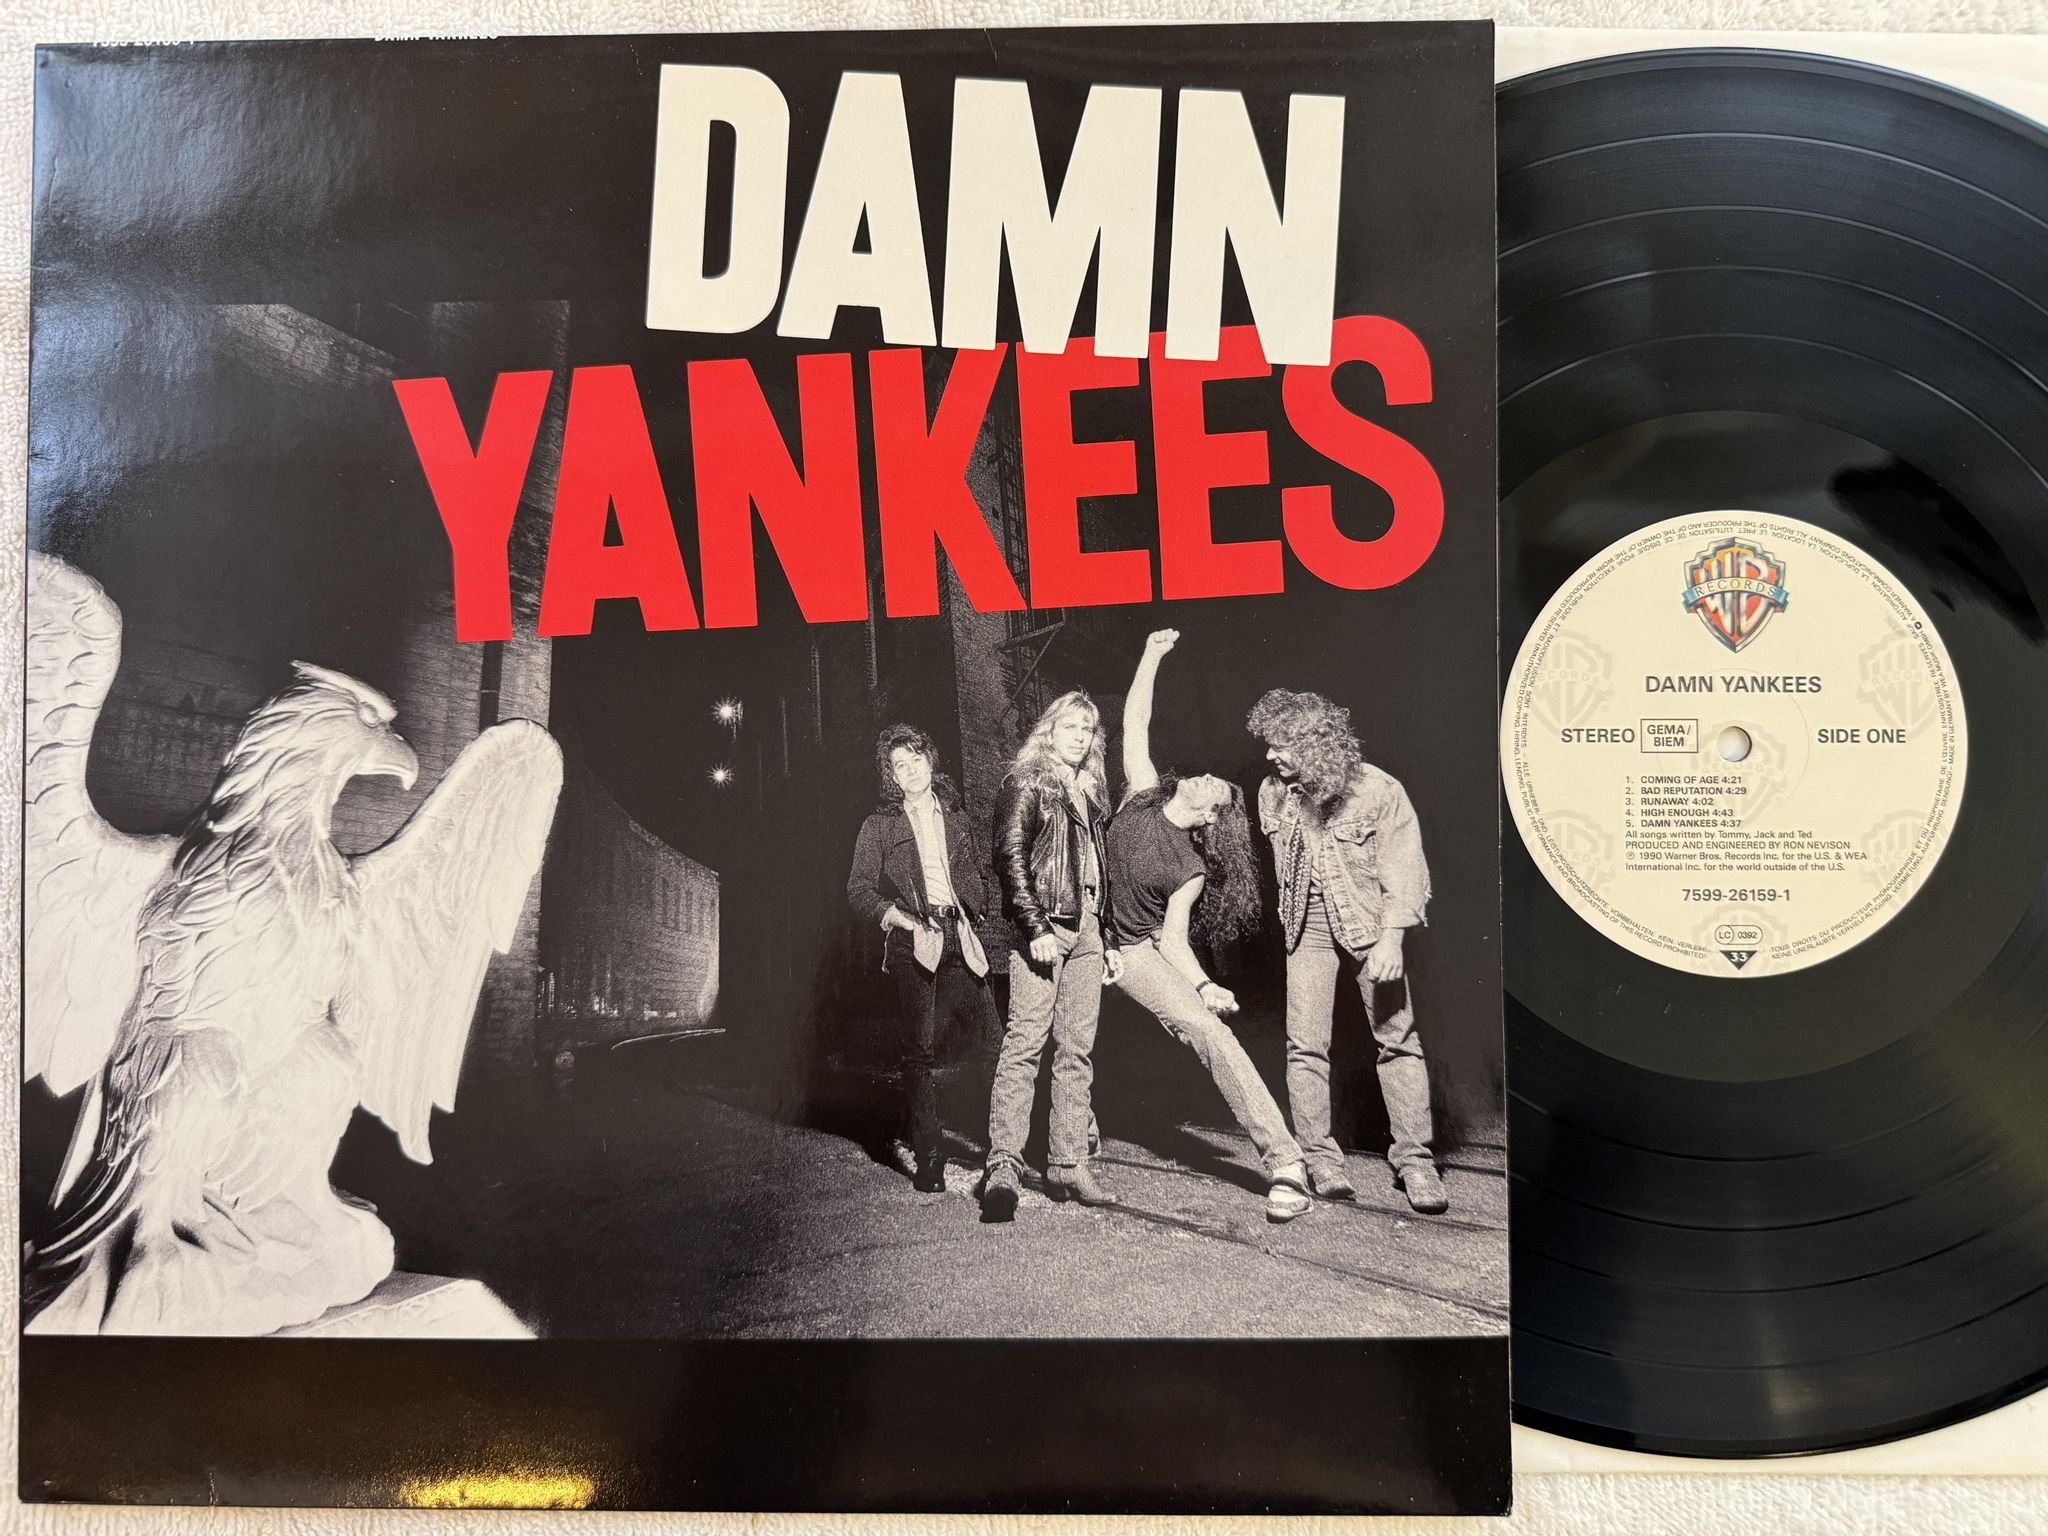 DAMN YANKEES
DAMN
YANKEES
RECORDS
DAMN YANKEES
STEREO
GEMA/
BIEM
SIDE ONE
1. COMING OF AGE 4:21
2. BAD REPUTATION 4:29
3. RUNAWAY 4:02
4. HIGH ENOUGH 4:43
5. DAMN YANKEES 4:37
All songs written by Tommy, Jack and Ted
PRODUCED AND ENGINEERED BY RON NEVISON
℗ 1990 Warner Bros. Records Inc. for the U.S. & WEA
International Inc. for the world outside of the U.S.
7599-26159-1
LC 0392
33